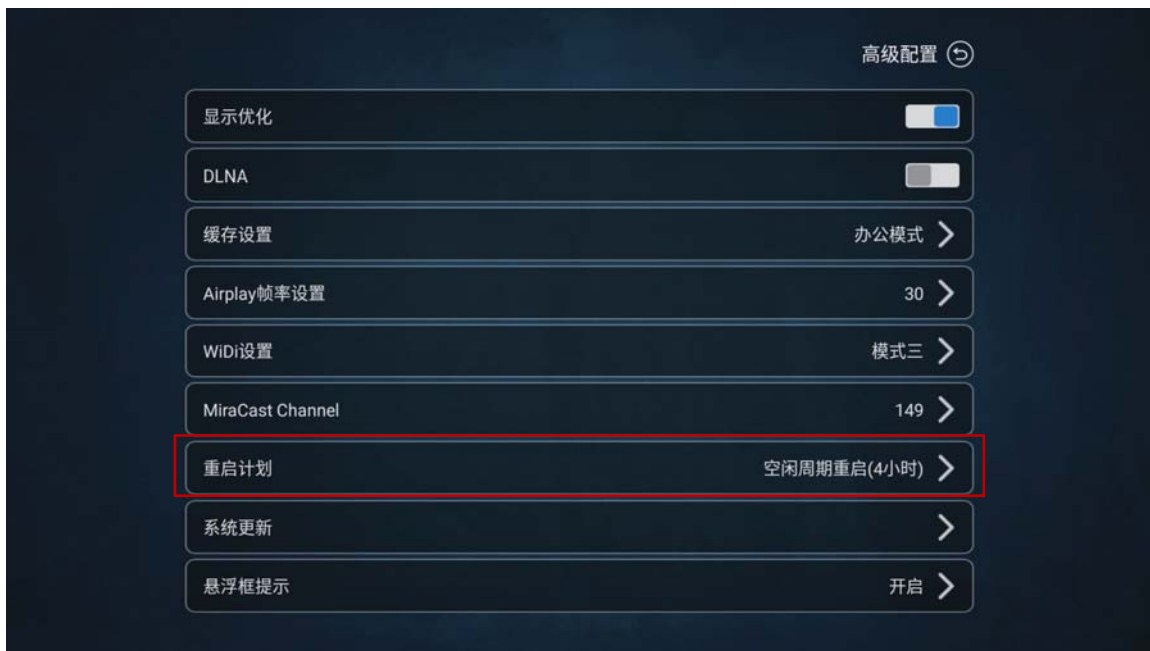 高级配置
显示优化
DLNA
缓存设置 办公模式
Airplay帧率设置 30
WiDi设置 模式三
MiraCast Channel 149
重启计划 空闲周期重启(4小时)
系统更新
悬浮框提示 开启